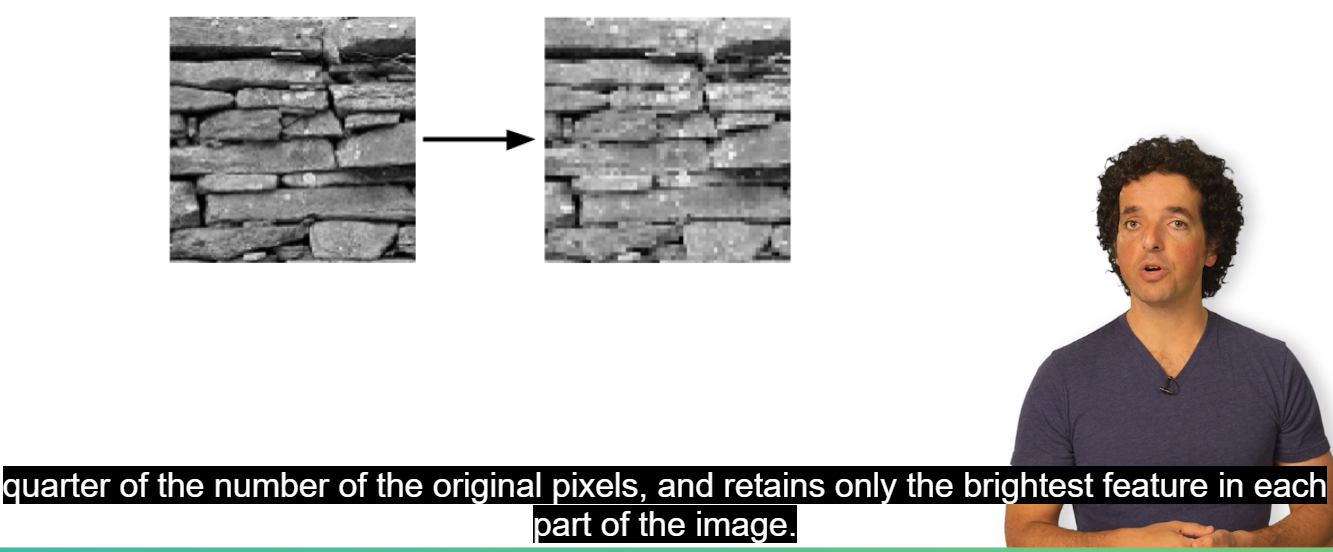 quarter of the number of the original pixels, and retains only the brightest feature in each
part of the image.